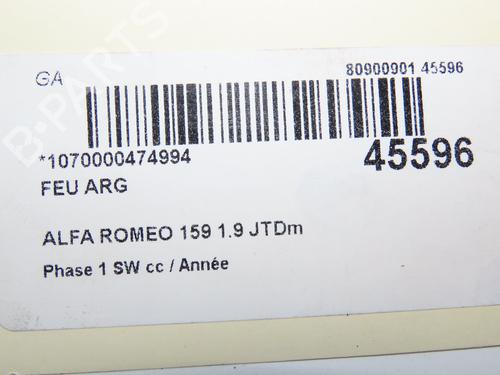 GA
80900901 45596
*1070000474994
45596
FEU ARG
ALFA ROMEO 159 1.9 JTDm
Phase 1 SW cc / Année
B-PARTS